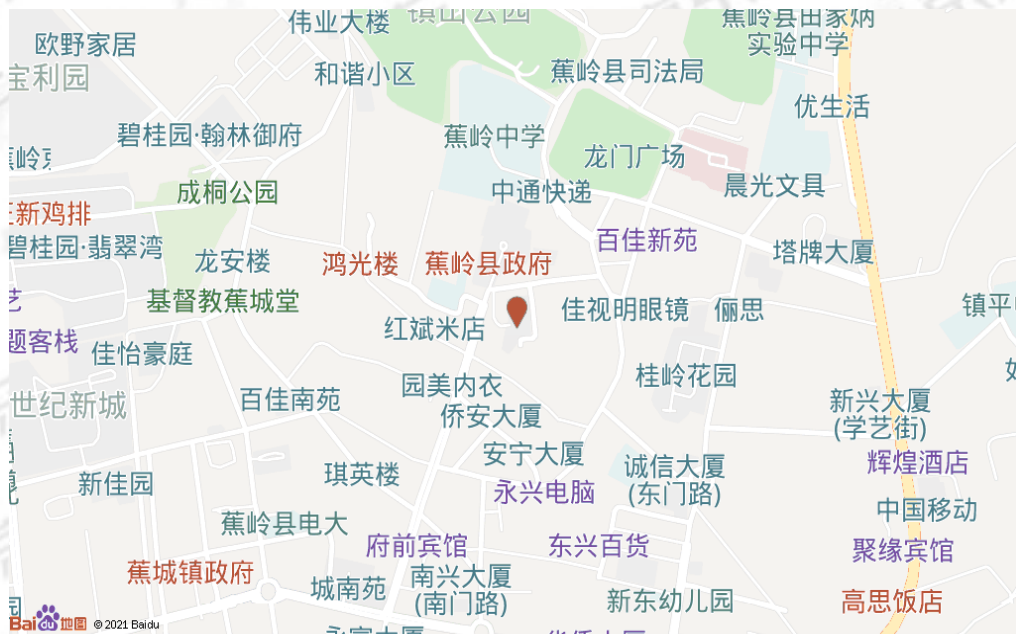 伟业大楼
镇山公园
蕉岭县田家炳
实验中学
欧野家居
宝利园
和谐小区
蕉岭县司法局
优生活
碧桂园·翰林御府
蕉岭中学
龙门广场
中通快递
晨光文具
成桐公园
新鸡排
碧桂园·翡翠湾
龙安楼
鸿光楼
蕉岭县政府
百佳新苑
塔牌大厦
艺
基督教蕉城堂
红斌米店
佳视明眼镜
俪思
镇平
题客栈
佳怡豪庭
园美内衣
桂岭花园
世纪新城
百佳南苑
侨安大厦
新兴大厦
(学艺街)
安宁大厦
琪英楼
新佳园
永兴电脑
诚信大厦
(东门路)
辉煌酒店
蕉岭县电大
中国移动
府前宾馆
东兴百货
聚缘宾馆
蕉城镇政府
城南苑
南兴大厦
(南门路)
新东幼儿园
高思饭店
园
Bai du 地图 © 2021 Baidu